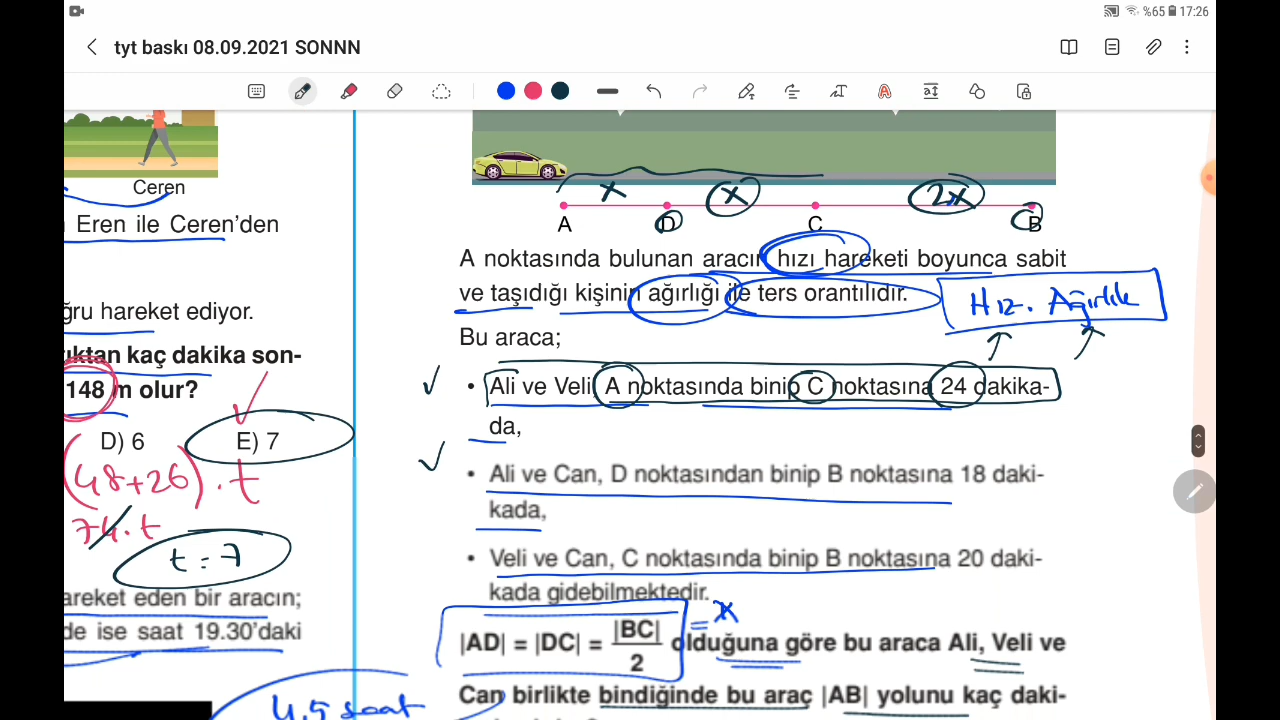 %65 17:26
tyt baskı 08.09.2021 SONNN
Ceren
Eren ile Ceren'den
ğru hareket ediyor.
ıktan kaç dakika son-
148 m olur?
D) 6 E) 7
(48+26).t
74.t
t = 7
areket eden bir aracın;
de ise saat 19.30'daki
4,5 saat
x x 2x
A D C B
A noktasında bulunan aracın hızı hareketi boyunca sabit
ve taşıdığı kişinin ağırlığı ile ters orantılıdır.
Hız. Ağırlık
Bu araca;
• Ali ve Veli, A noktasında binip C noktasına 24 dakika-
da,
• Ali ve Can, D noktasından binip B noktasına 18 daki-
kada,
• Veli ve Can, C noktasında binip B noktasına 20 daki-
kada gidebilmektedir.
= x
|AD| = |DC| = |BC|/2 olduğuna göre bu araca Ali, Veli ve
Can birlikte bindiğinde bu araç |AB| yolunu kaç daki-